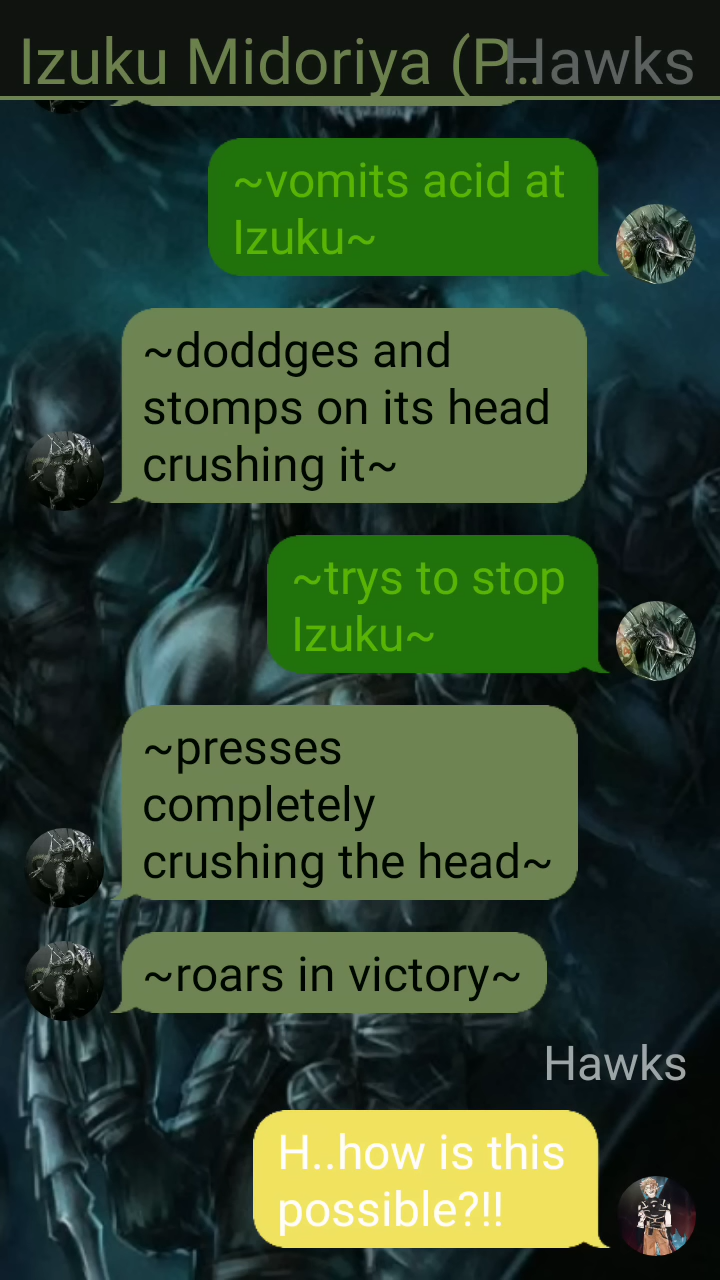 Izuku Midoriya (P...
Hawks
~vomits acid at
Izuku~
~doddges and
stomps on its head
crushing it~
~trys to stop
Izuku~
~presses
completely
crushing the head~
~roars in victory~
Hawks
H..how is this
possible?!!